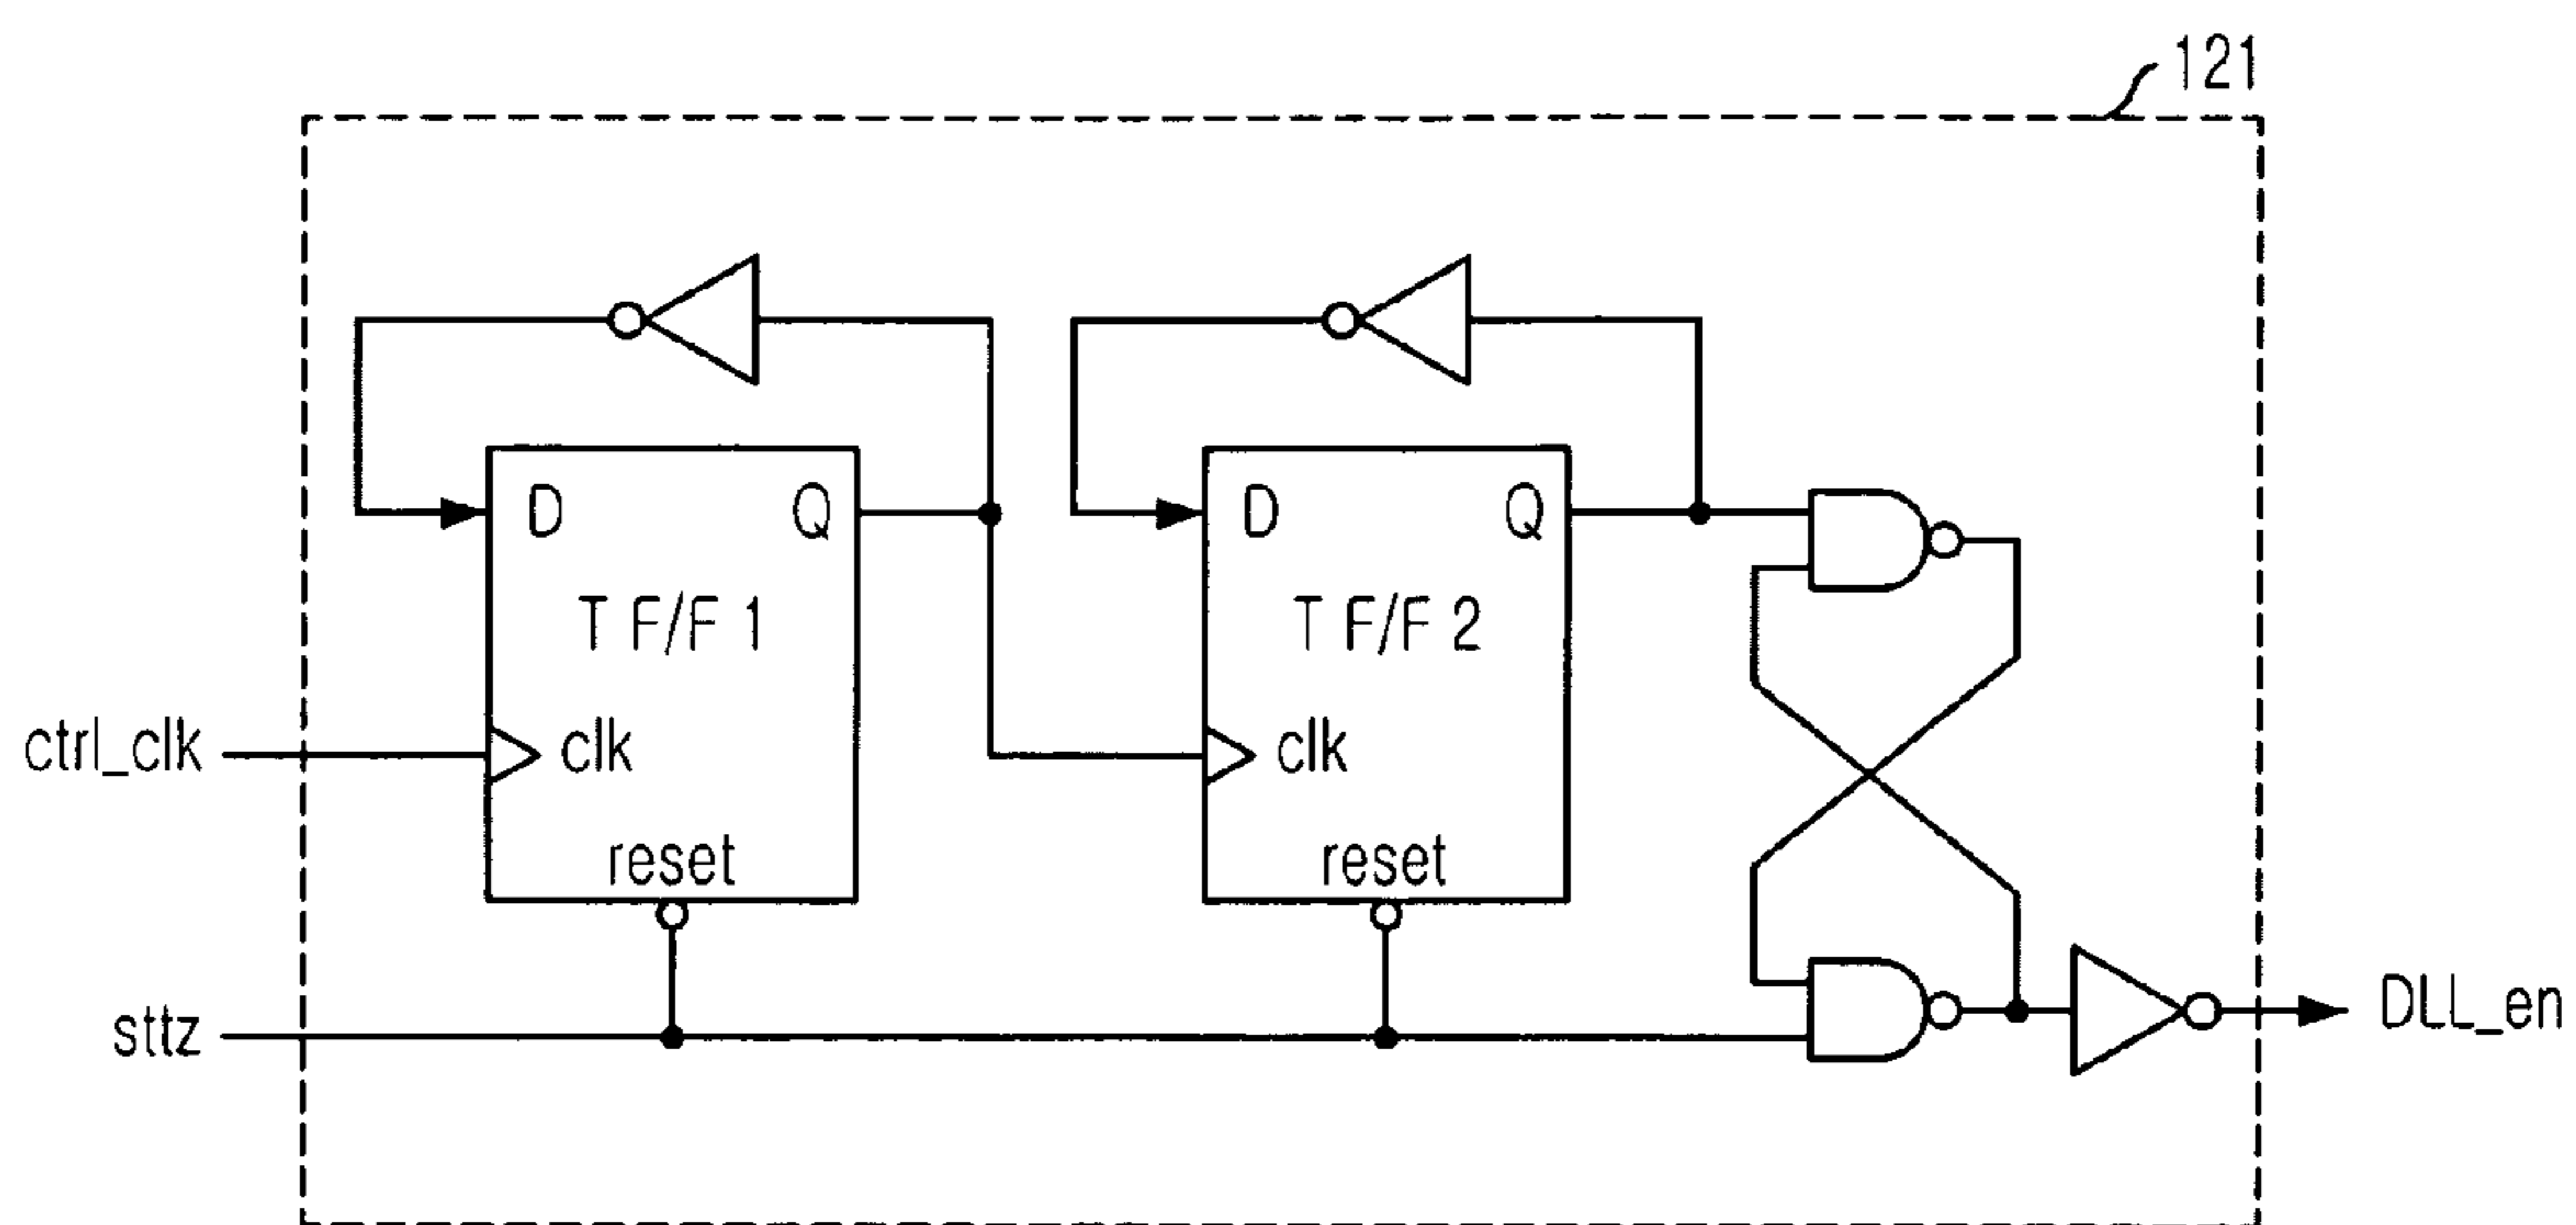 121
D Q
T F/F 1
clk
reset
D Q
T F/F 2
clk
reset
ctrl_clk
sttz
DLL_en